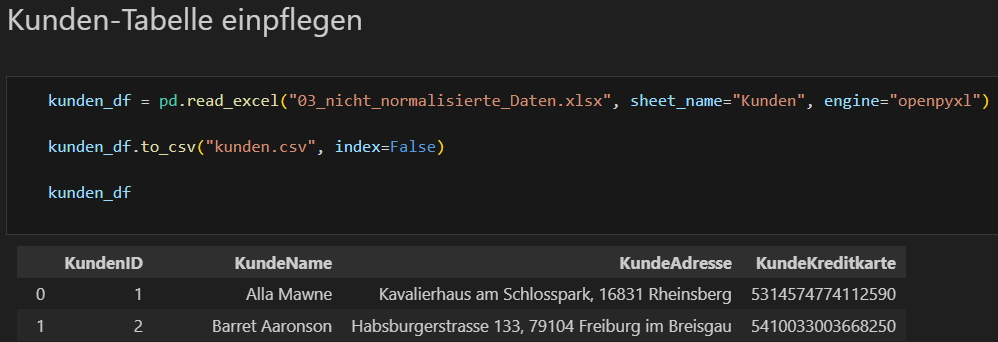 Kunden-Tabelle einpflegen
kunden_df = pd.read_excel("03_nicht_normalisierte_Daten.xlsx", sheet_name="Kunden", engine="openpyxl")
kunden_df.to_csv("kunden.csv", index=False)
kunden_df
KundenID KundeName KundeAdresse KundeKreditkarte
0 1 Alla Mawne Kavalierhaus am Schlosspark, 16831 Rheinsberg 5314574774112590
1 2 Barret Aaronson Habsburgerstrasse 133, 79104 Freiburg im Breisgau 5410033003668250